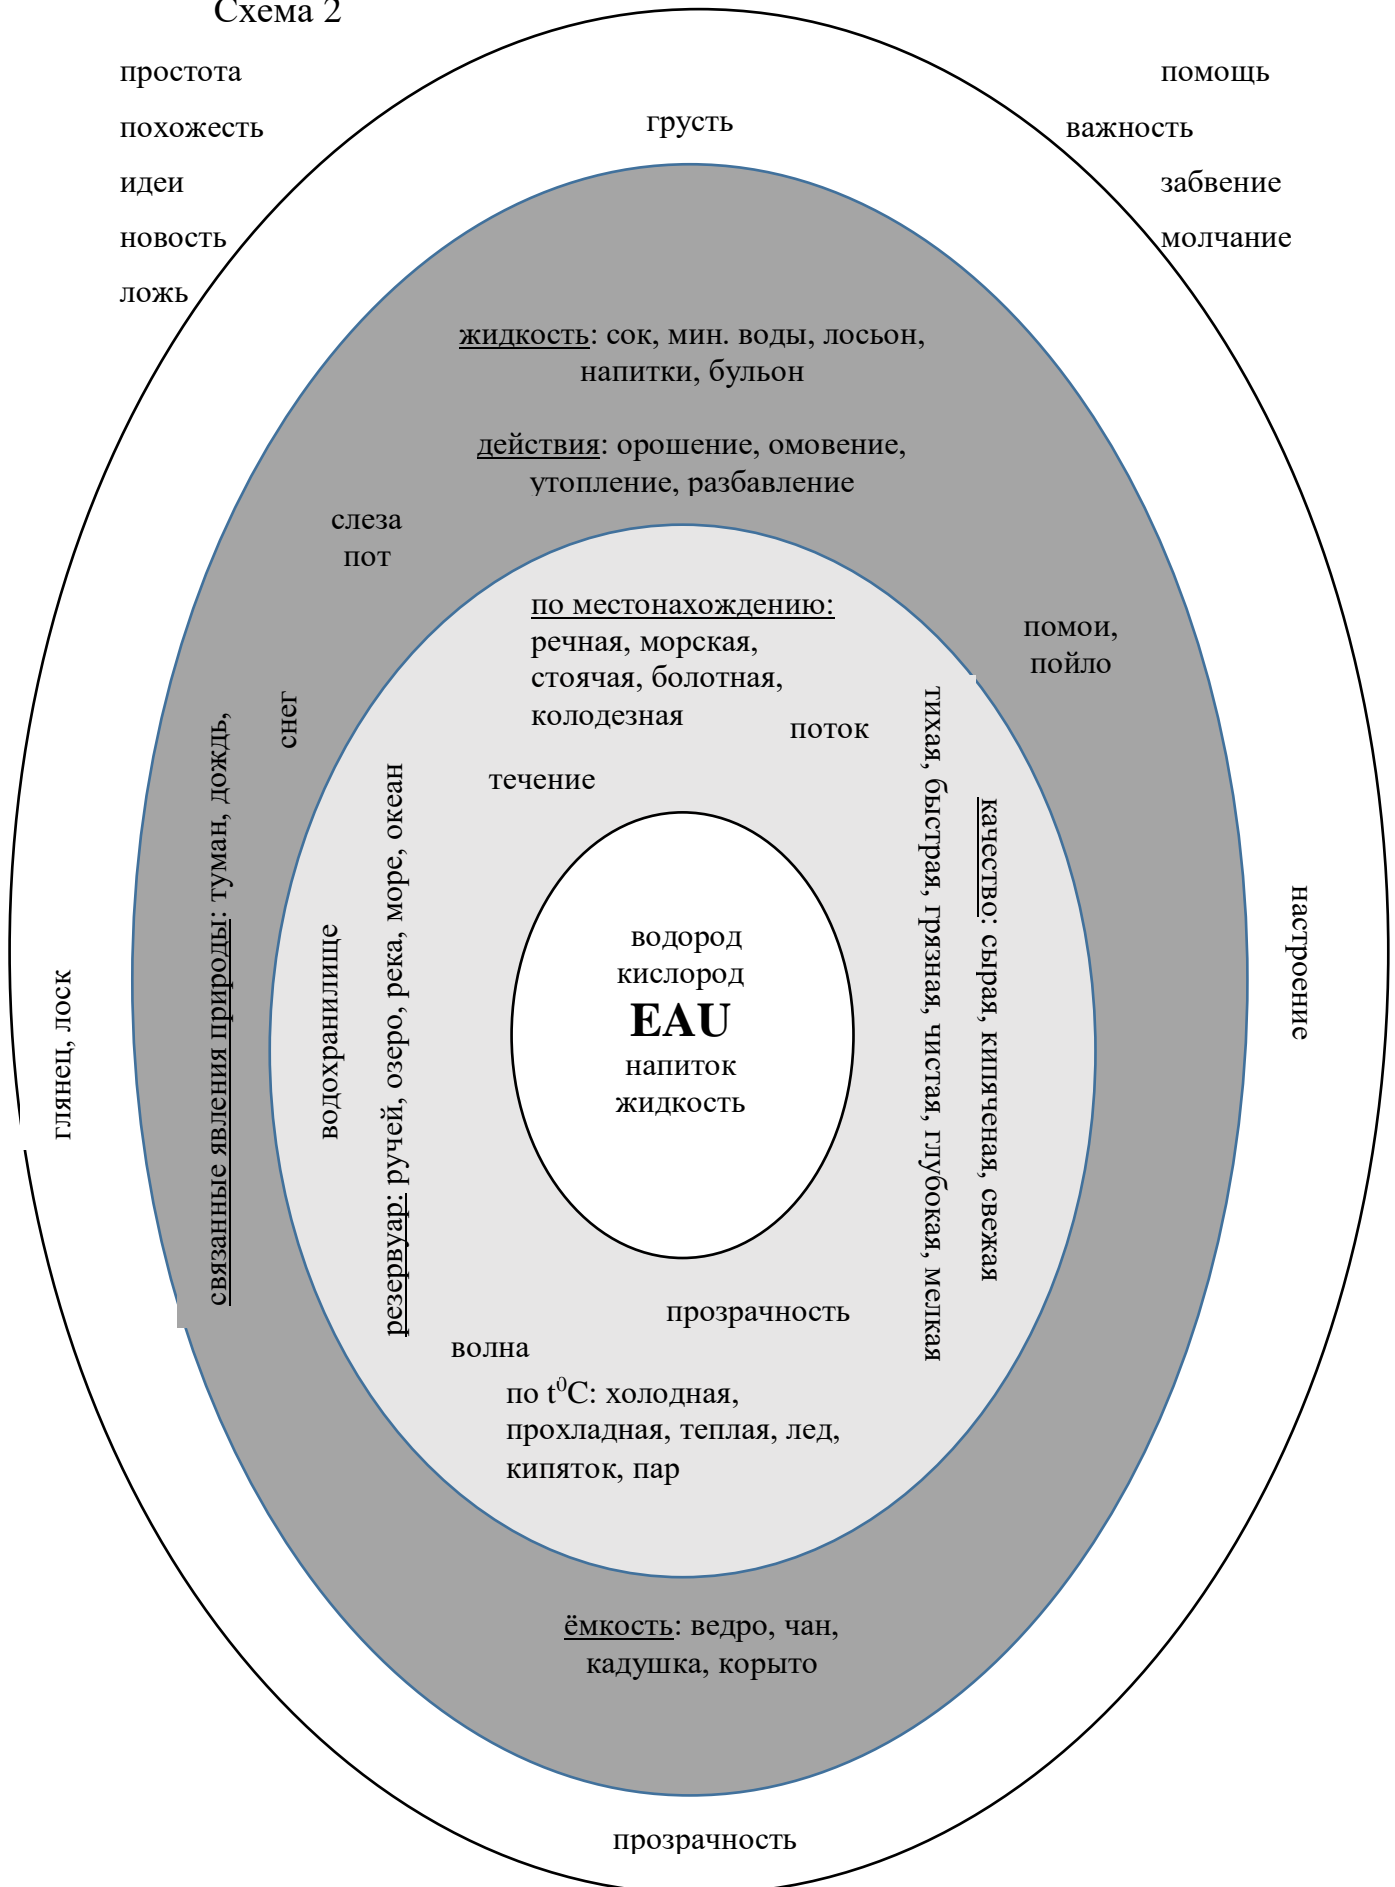 Схема 2
простота
помощь
похожесть
важность
грусть
идеи
забвение
новость
молчание
ложь
жидкость: сок, мин. воды, лосьон,
напитки, бульон
действия: орошение, омовение,
утопление, разбавление
слеза
пот
помои,
пойло
по местонахождению:
речная, морская,
стоячая, болотная,
колодезная
поток
течение
снег
связанные явления природы: туман, дождь,
водохранилище
резервуар: ручей, озеро, река, море, океан
водород
кислород
EAU
напиток
жидкость
качество: сырая, кипяченая, свежая
тихая, быстрая, грязная, чистая, глубокая, мелкая
глянец, лоск
настроение
прозрачность
волна
по t⁰C: холодная,
прохладная, теплая, лед,
кипяток, пар
ёмкость: ведро, чан,
кадушка, корыто
прозрачность